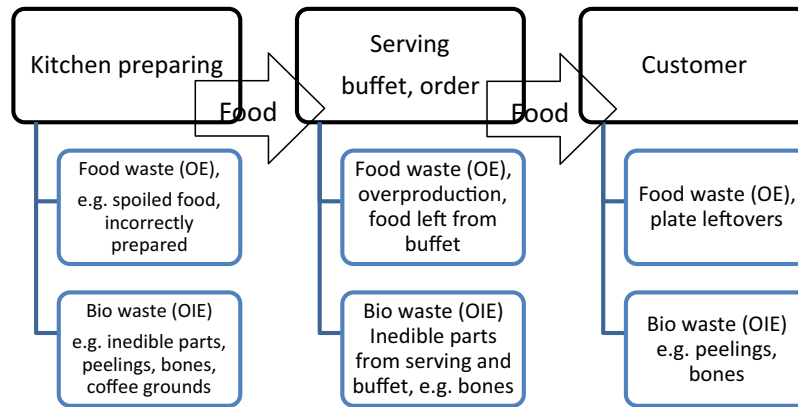 Kitchen preparing
Food
Serving
buffet, order
Food
Customer
Food waste (OE),
e.g. spoiled food,
incorrectly
prepared
Bio waste (OIE)
e.g. inedible parts,
peelings, bones,
coffee grounds
Food waste (OE),
overproduction,
food left from
buffet
Bio waste (OIE)
Inedible parts
from serving and
buffet, e.g. bones
Food waste (OE),
plate leftovers
Bio waste (OIE)
e.g. peelings,
bones